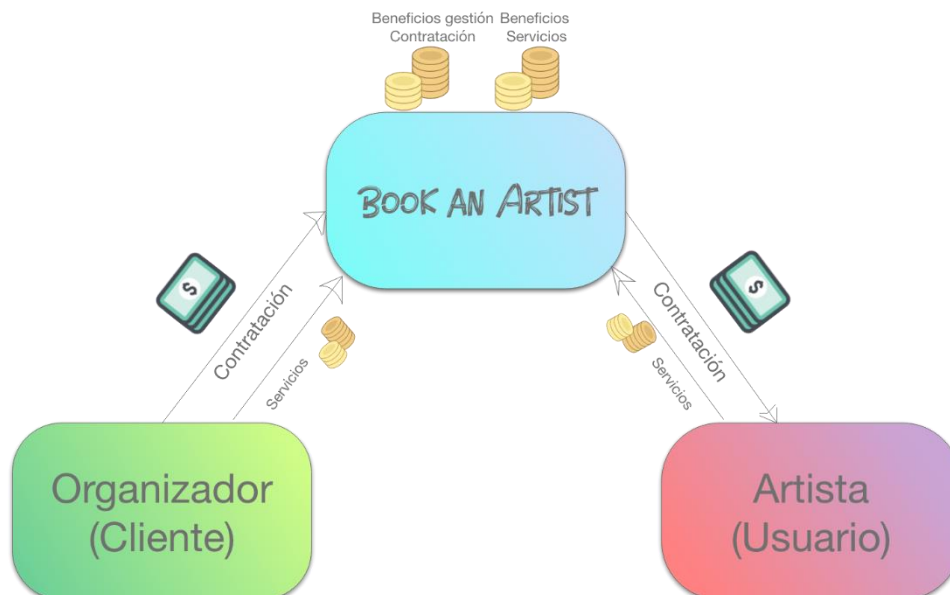 Beneficios gestión
Contratación
Beneficios
Servicios
BOOK AN ARTIST
Contratación
Servicios
Contratación
Servicios
Organizador
(Cliente)
Artista
(Usuario)
$
$